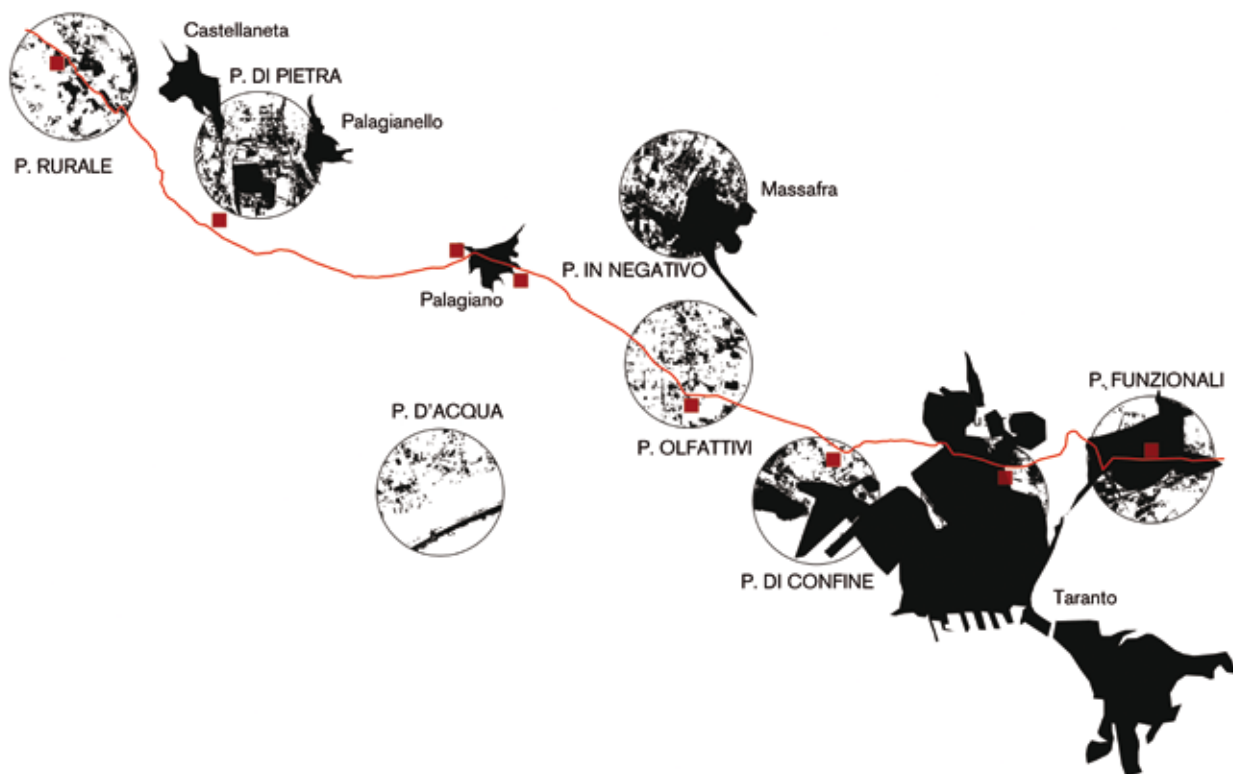 Castellaneta
P. DI PIETRA
Palagianello
P. RURALE
Massafra
P. IN NEGATIVO
Palagiano
P. FUNZIONALI
P. D'ACQUA
P. OLFATTIVI
P. DI CONFINE
Taranto